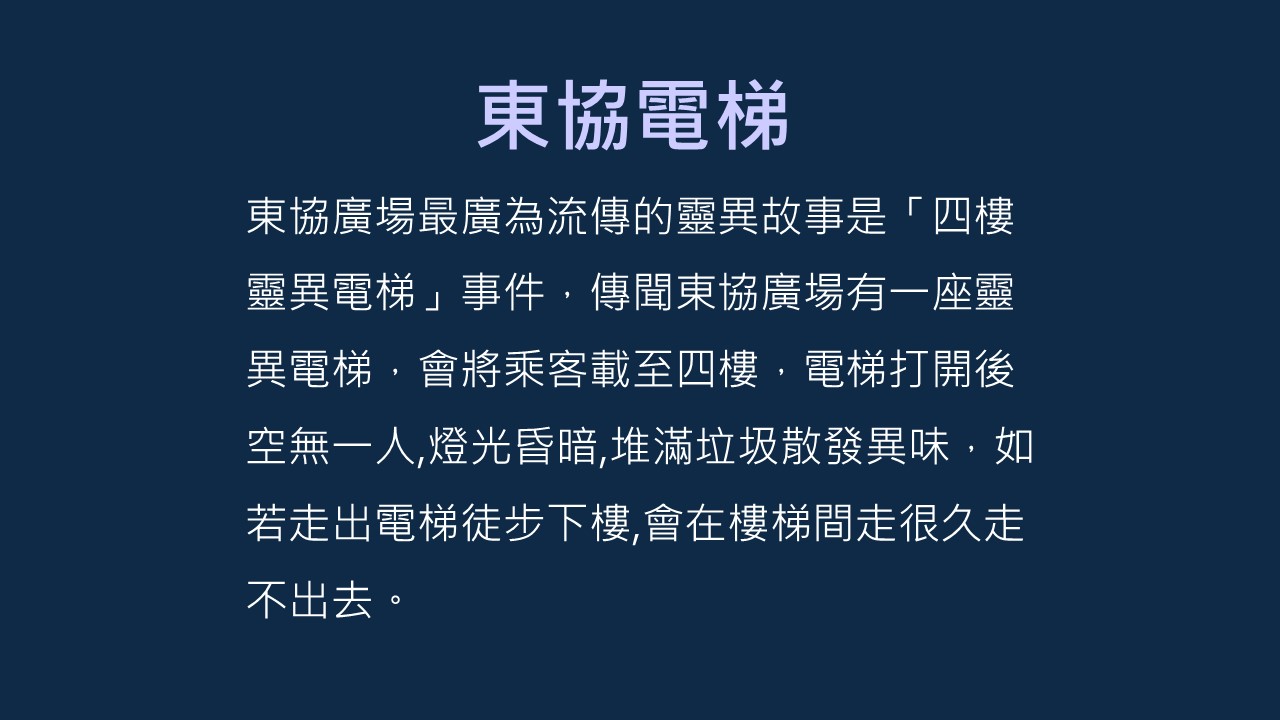 東協電梯
東協廣場最廣為流傳的靈異故事是「四樓
靈異電梯」事件，傳聞東協廣場有一座靈
異電梯，會將乘客載至四樓，電梯打開後
空無一人,燈光昏暗,堆滿垃圾散發異味，如
若走出電梯徒步下樓,會在樓梯間走很久走
不出去。